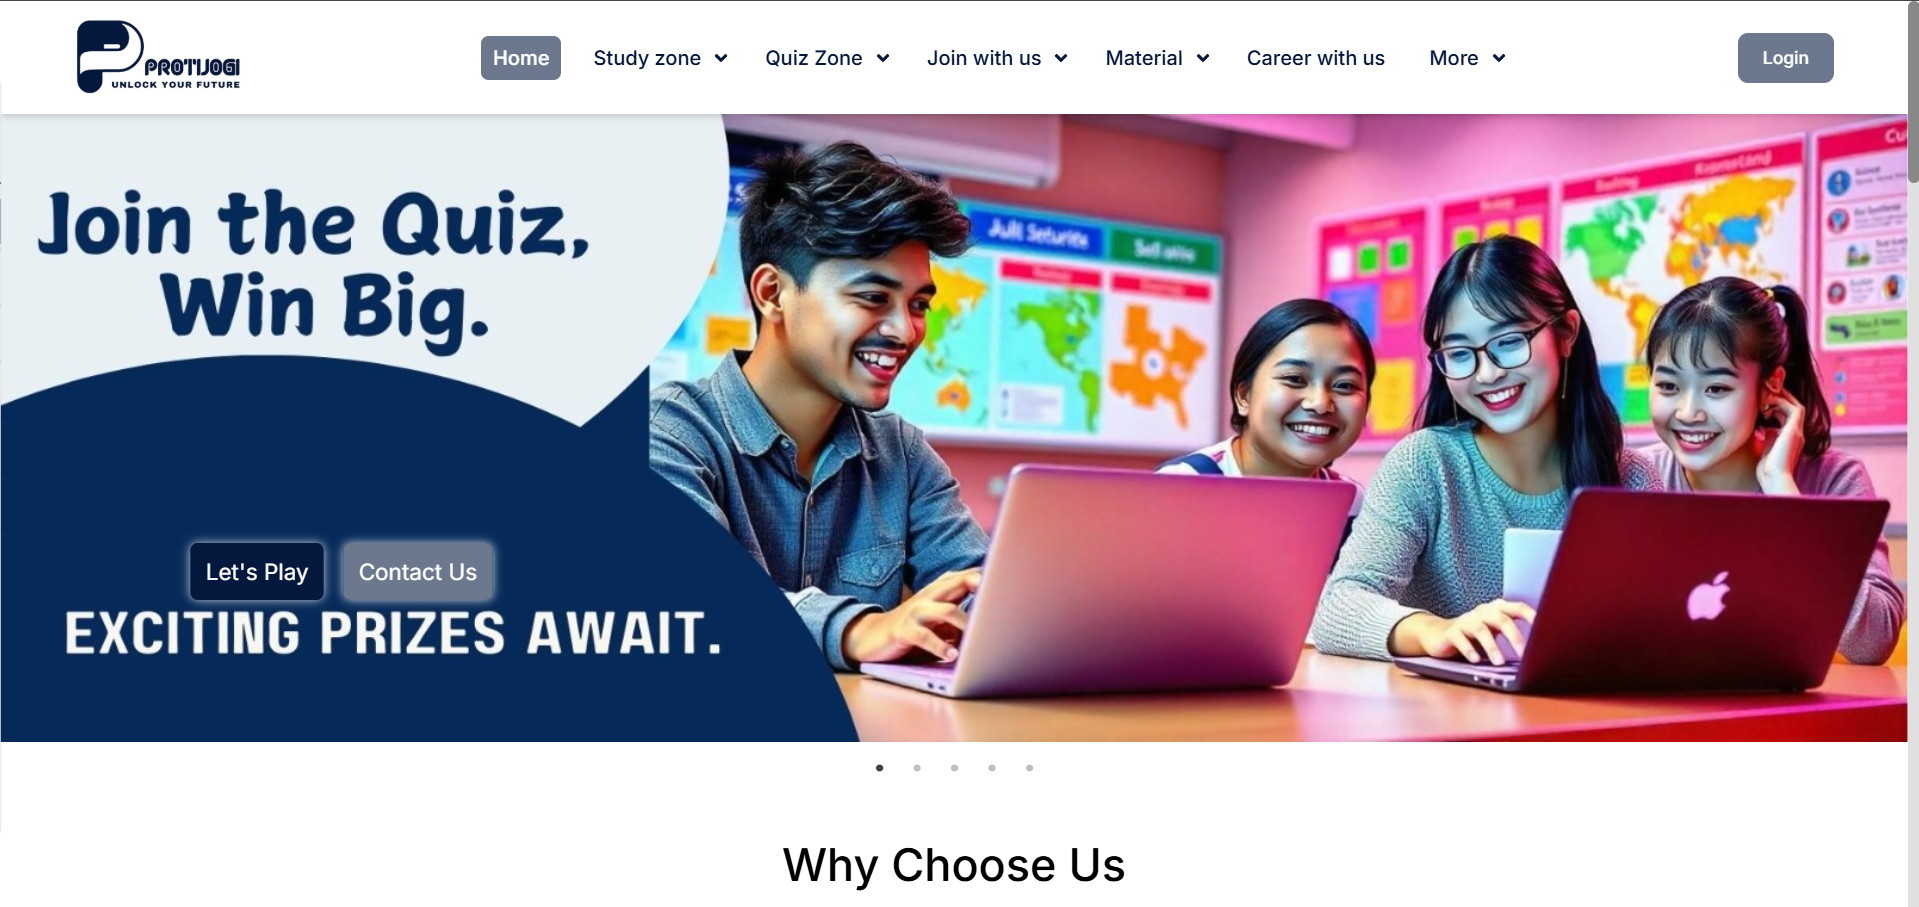 PROTIJOGI
UNLOCK YOUR FUTURE
Home
Study zone
Quiz Zone
Join with us
Material
Career with us
More
Login
Join the Quiz,
Win Big.
Let's Play
Contact Us
EXCITING PRIZES AWAIT.
Why Choose Us